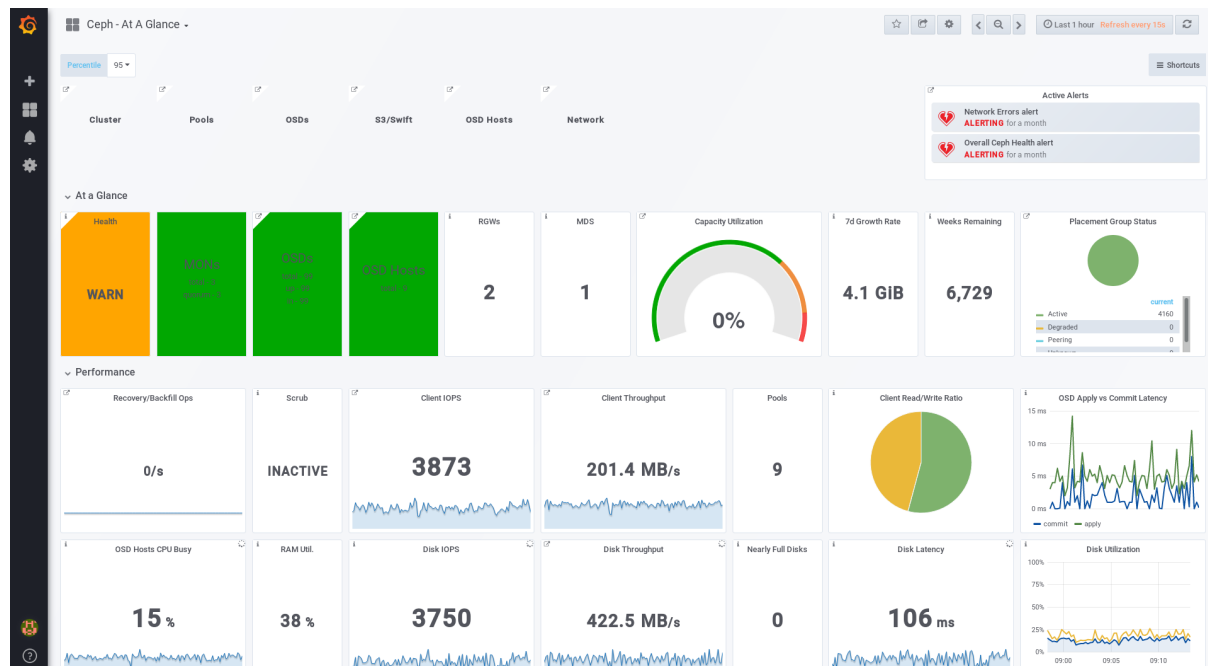 Ceph - At A Glance
Last 1 hour Refresh every 15s
Percentile 95
Shortcuts
Cluster
Pools
OSDs
S3/Swift
OSD Hosts
Network
Active Alerts
Network Errors alert
ALERTING for a month
Overall Ceph Health alert
ALERTING for a month
At a Glance
Health
WARN
MONs
OSDs
OSD Hosts
RGWs
2
MDS
1
Capacity Utilization
0%
7d Growth Rate
4.1 GiB
Weeks Remaining
6,729
Placement Group Status
current
Active 4160
Degraded 0
Peering 0
Performance
Recovery/Backfill Ops
0/s
Scrub
INACTIVE
Client IOPS
3873
Client Throughput
201.4 MB/s
Pools
9
Client Read/Write Ratio
OSD Apply vs Commit Latency
15 ms
10 ms
5 ms
0 ms
commit apply
OSD Hosts CPU Busy
15 %
RAM Util.
38 %
Disk IOPS
3750
Disk Throughput
422.5 MB/s
Nearly Full Disks
0
Disk Latency
106 ms
Disk Utilization
100%
75%
50%
25%
0%
09:00 09:05 09:10